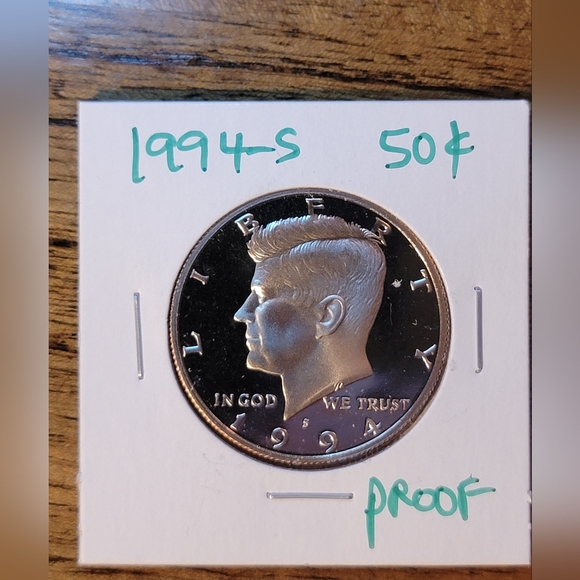 1994-S 50¢
LIBERTY
IN GOD WE TRUST
S
1994
PROOF